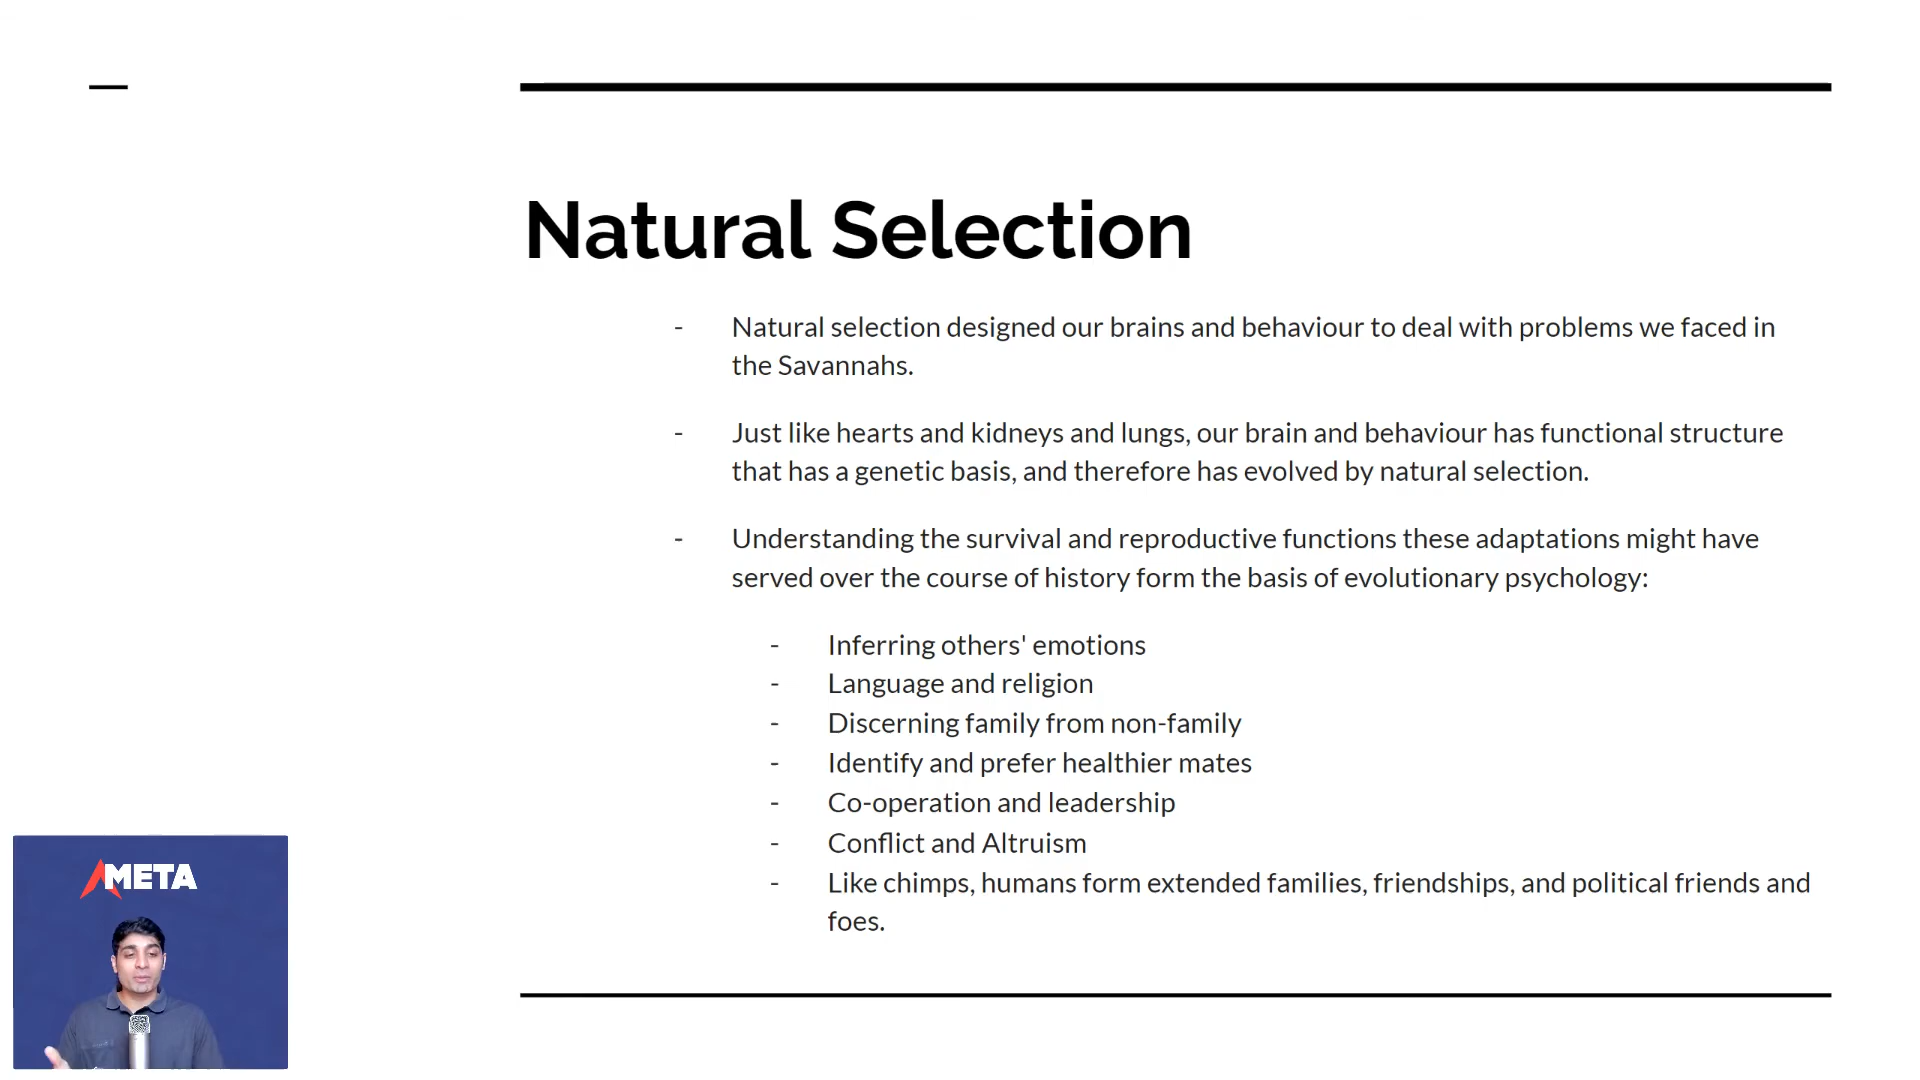 Natural Selection
- Natural selection designed our brains and behaviour to deal with problems we faced in
the Savannahs.
- Just like hearts and kidneys and lungs, our brain and behaviour has functional structure
that has a genetic basis, and therefore has evolved by natural selection.
- Understanding the survival and reproductive functions these adaptations might have
served over the course of history form the basis of evolutionary psychology:
- Inferring others' emotions
- Language and religion
- Discerning family from non-family
- Identify and prefer healthier mates
- Co-operation and leadership
- Conflict and Altruism
- Like chimps, humans form extended families, friendships, and political friends and
foes.
META